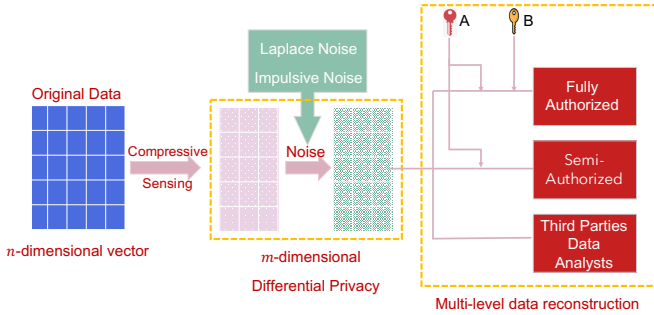 Original Data
Compressive
Sensing
n-dimensional vector
Laplace Noise
Impulsive Noise
Noise
m-dimensional
Differential Privacy
A
B
Fully
Authorized
Semi-
Authorized
Third Parties
Data
Analysts
Multi-level data reconstruction